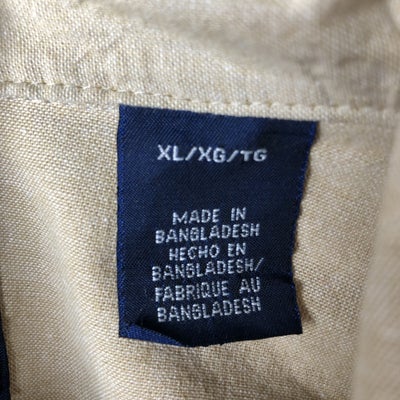 XL/XG/TG
MADE IN
BANGLADESH
HECHO EN
BANGLADESH/
FABRIQUE AU
BANGLADESH